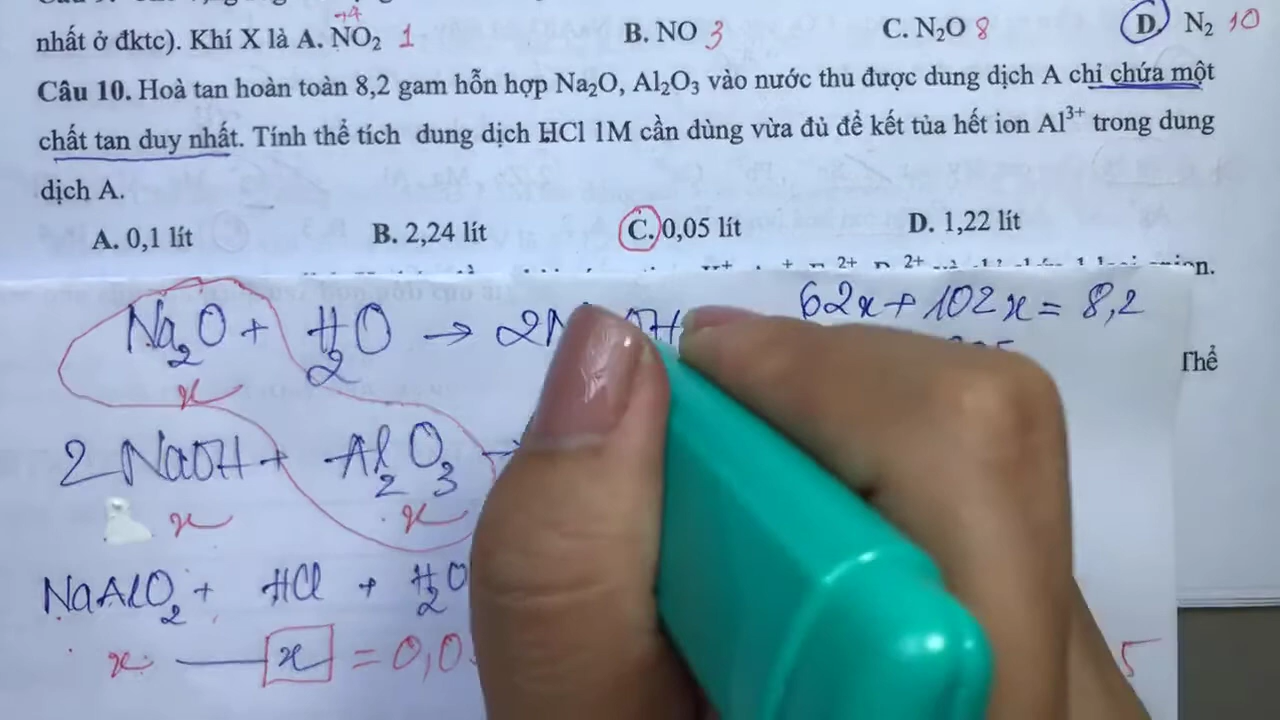 nhất ở đktc). Khí X là A. NO₂ 1 B. NO 3 C. N₂O 8 D. N₂ 10
+4
Câu 10. Hoà tan hoàn toàn 8,2 gam hỗn hợp Na₂O, Al₂O₃ vào nước thu được dung dịch A chỉ chứa một
chất tan duy nhất. Tính thể tích dung dịch HCl 1M cần dùng vừa đủ để kết tủa hết ion Al³⁺ trong dung
dịch A.
A. 0,1 lít B. 2,24 lít C. 0,05 lít D. 1,22 lít
62x + 102x = 8,2
Na₂O + H₂O → 2
x
Thể
2 NaOH + Al₂O₃ →
x x
NaAlO₂ + HCl + H₂O
x — x = 0,0 5